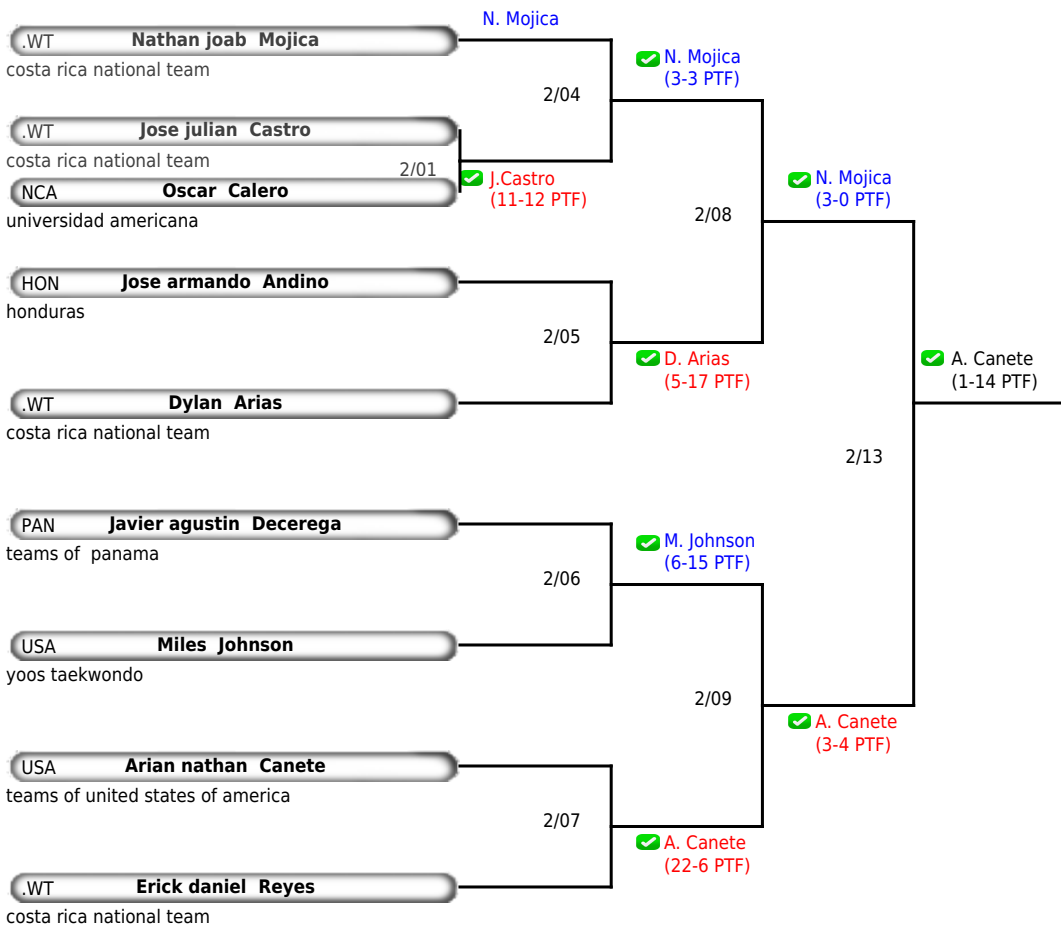 N. Mojica
.WT Nathan joab Mojica
costa rica national team
N. Mojica
(3-3 PTF)
2/04
.WT Jose julian Castro
costa rica national team
2/01
J.Castro
(11-12 PTF)
NCA Oscar Calero
universidad americana
N. Mojica
(3-0 PTF)
2/08
HON Jose armando Andino
honduras
2/05
D. Arias
(5-17 PTF)
.WT Dylan Arias
costa rica national team
A. Canete
(1-14 PTF)
2/13
PAN Javier agustin Decerega
teams of panama
M. Johnson
(6-15 PTF)
2/06
USA Miles Johnson
yoos taekwondo
2/09
A. Canete
(3-4 PTF)
USA Arian nathan Canete
teams of united states of america
2/07
A. Canete
(22-6 PTF)
.WT Erick daniel Reyes
costa rica national team